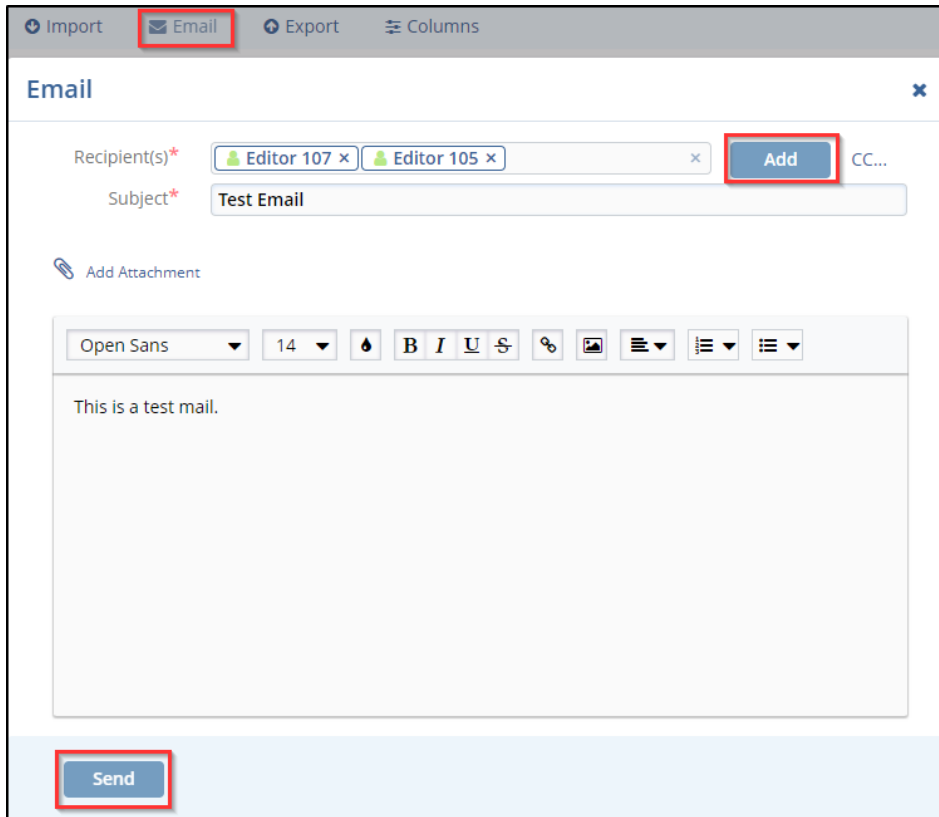 Import Email Export Columns
Email
Recipient(s)* Editor 107 × Editor 105 × × Add CC...
Subject* Test Email
Add Attachment
Open Sans 14 B I U S
This is a test mail.
Send